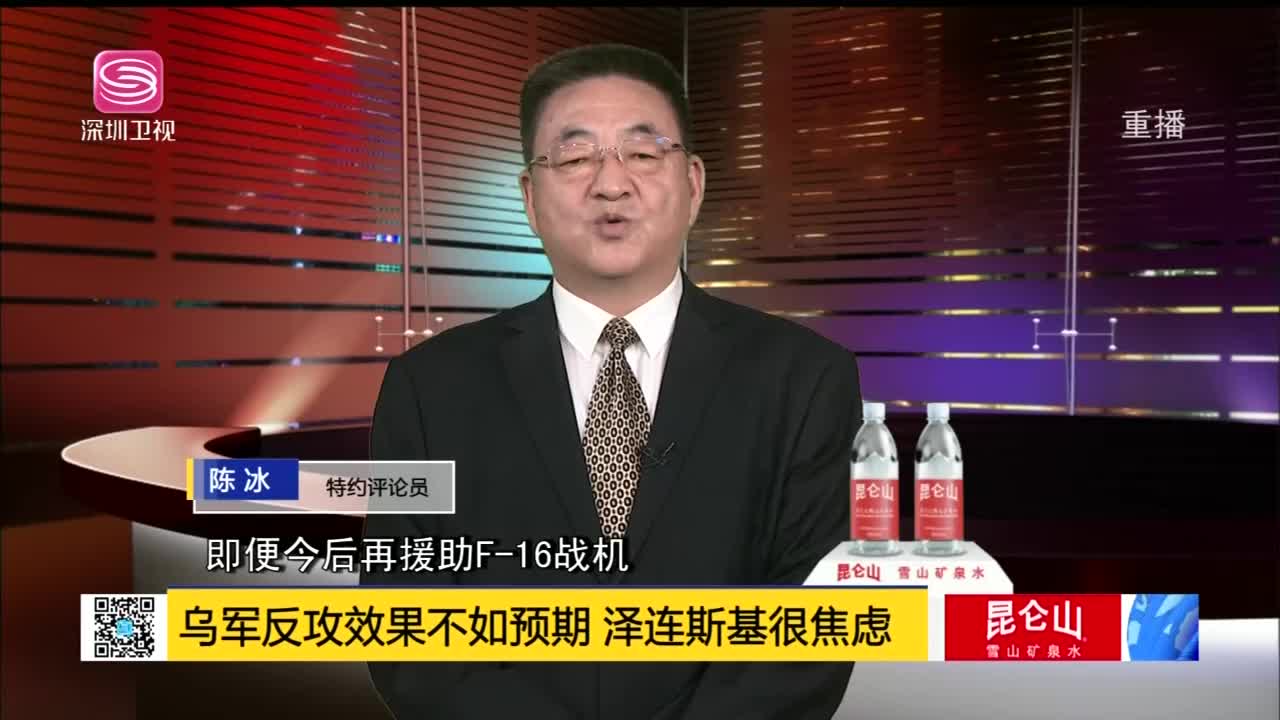 深圳卫视
重播
陈冰
特约评论员
即便今后再援助F-16战机
乌军反攻效果不如预期 泽连斯基很焦虑
昆仑山
昆仑山
昆仑山 雪山矿泉水
昆仑山
雪山矿泉水